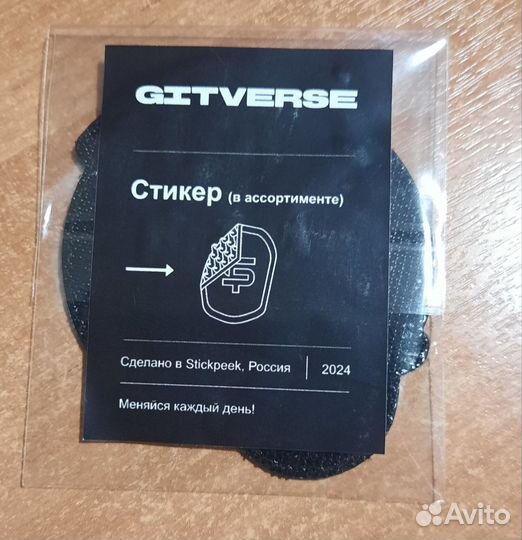 GITVERSE
Стикер (в ассортименте)
Сделано в Stickpeek, Россия | 2024
Меняйся каждый день!
Avito